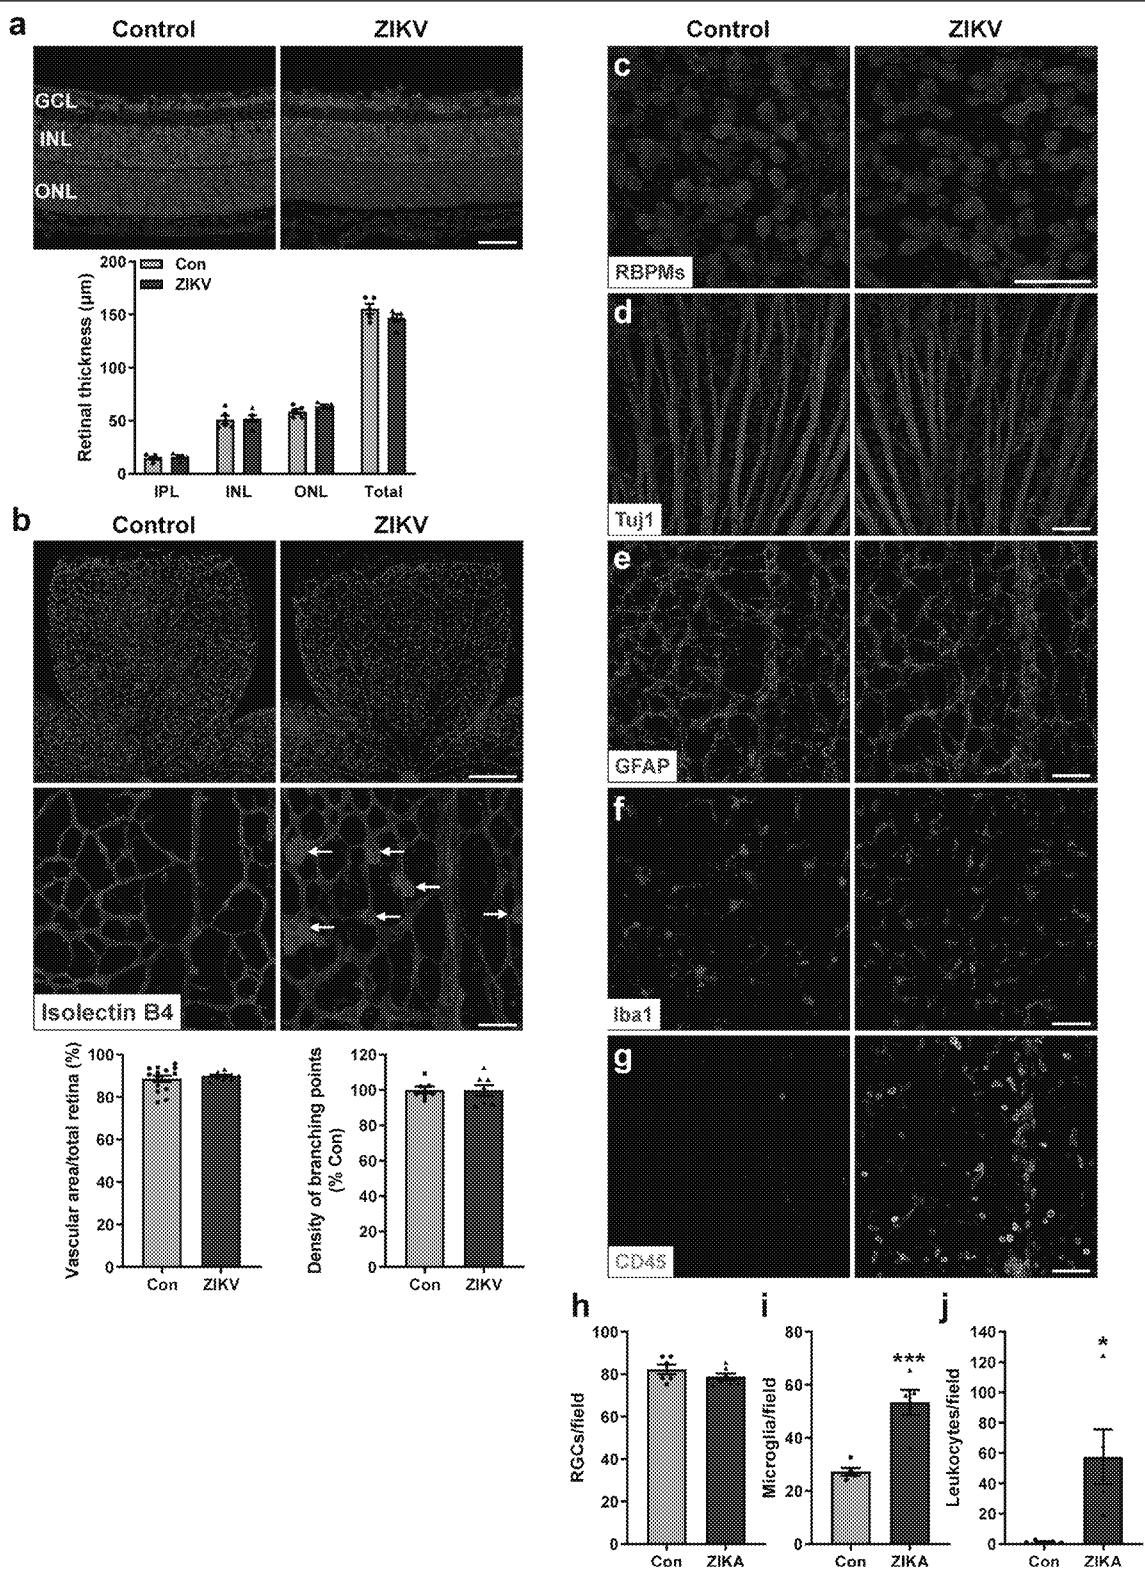 a
Control ZIKV
GCL
INL
ONL
Con
ZIKV
Retinal thickness (µm)
200
150
100
50
0
IPL INL ONL Total
b
Control ZIKV
Isolectin B4
Vascular area/total retina (%)
100
80
60
40
20
0
Con ZIKV
Density of branching points
(% Con)
120
100
80
60
40
20
0
Con ZIKV
Control ZIKV
c
RBPMs
d
Tuj1
e
GFAP
f
Iba1
g
CD45
h
RGCs/field
100
80
60
40
20
0
Con ZIKA
i
Microglia/field
80
60
40
20
0
***
Con ZIKA
j
Leukocytes/field
140
120
100
80
60
40
20
0
*
Con ZIKA